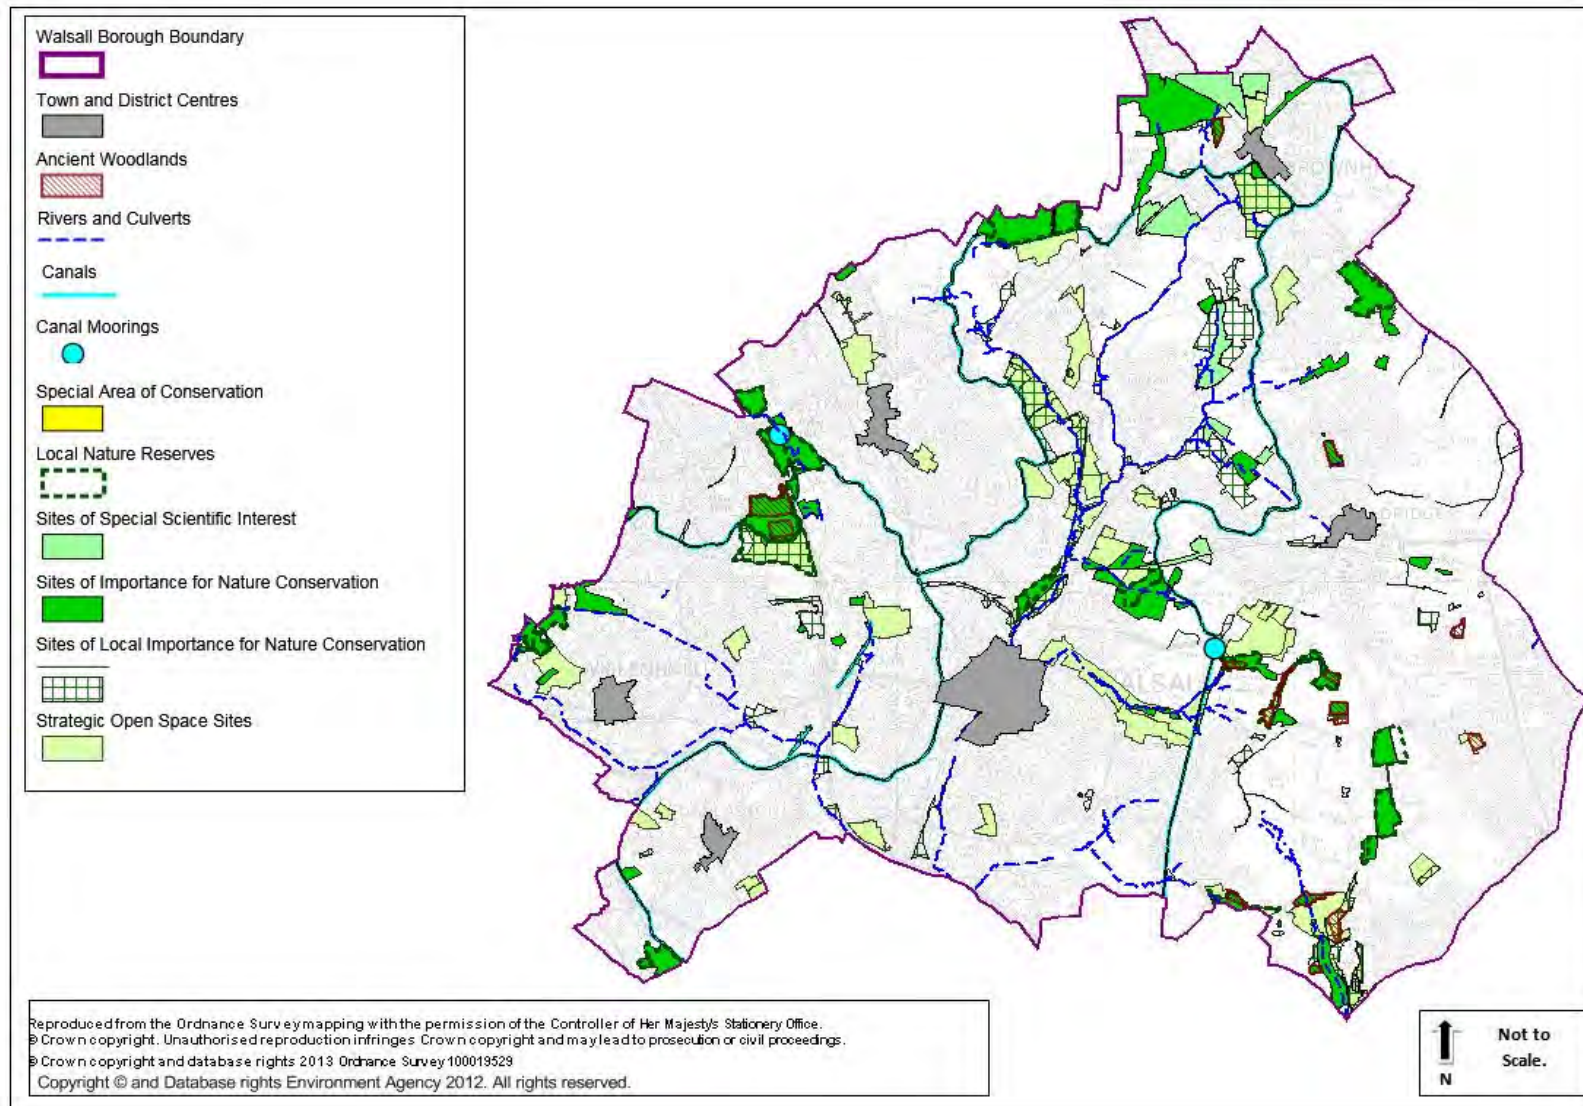 Walsall Borough Boundary
Town and District Centres
Ancient Woodlands
Rivers and Culverts
Canals
Canal Moorings
Special Area of Conservation
Local Nature Reserves
Sites of Special Scientific Interest
Sites of Importance for Nature Conservation
Sites of Local Importance for Nature Conservation
Strategic Open Space Sites
Reproduced from the Ordnance Survey mapping with the permission of the Controller of Her Majesty's Stationery Office.
© Crown copyright. Unauthorised reproduction infringes Crown copyright and may lead to prosecution or civil proceedings.
© Crown copyright and database rights 2013 Ordnance Survey 100019529
Copyright © and Database rights Environment Agency 2012. All rights reserved.
Not to
Scale.
N